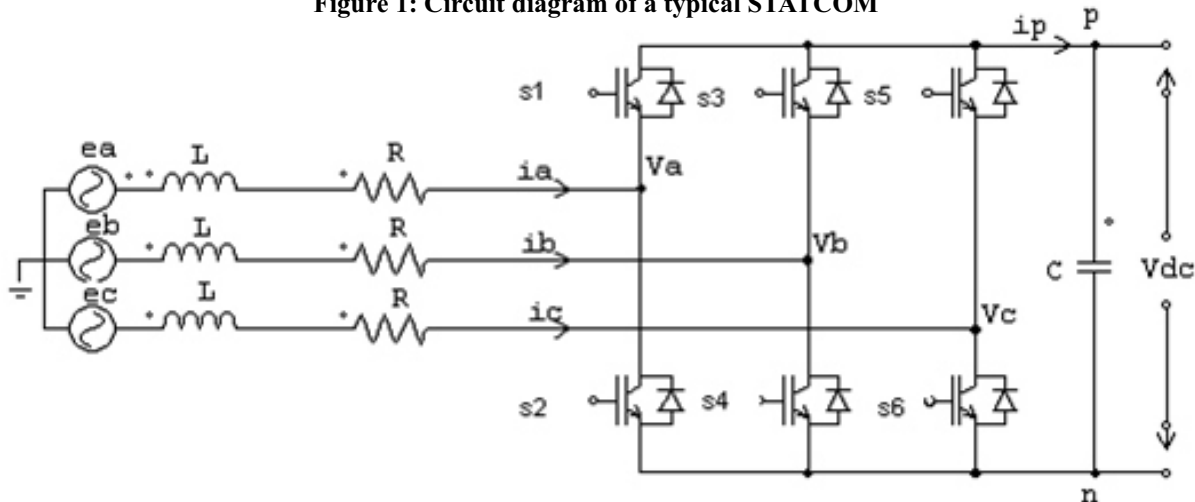 Figure 1: Circuit diagram of a typical STATCOM
ip p
s1 s3 s5
ea L R ia Va
eb L R ib Vb
C Vdc
ec L R ic Vc
s2 s4 s6
n